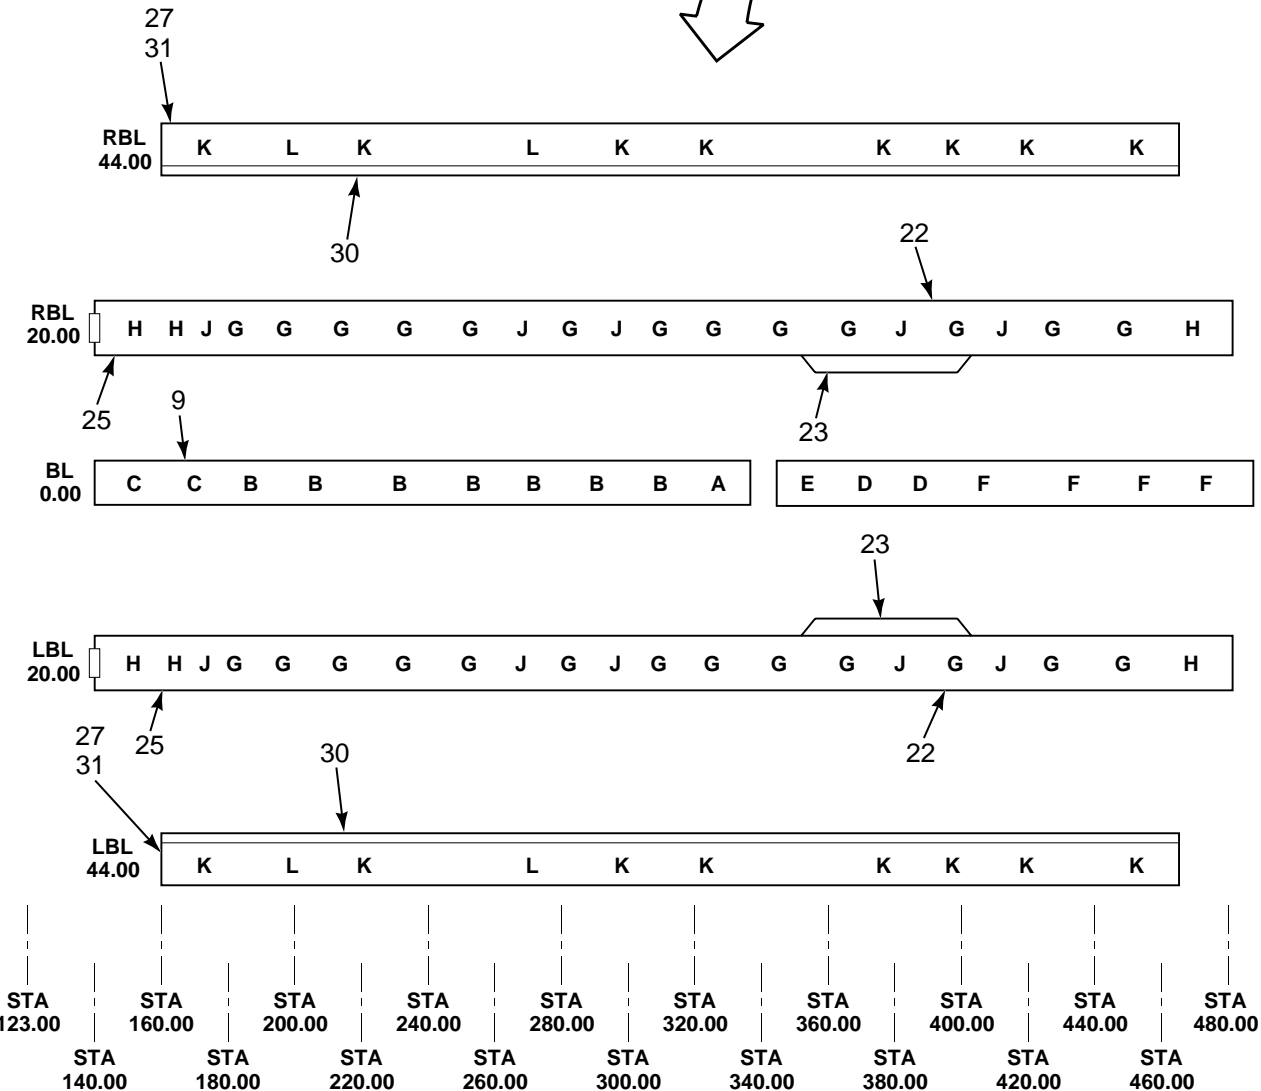 27
31
RBL
44.00
K L K L K K K K K K
30
22
RBL
20.00
H H J G G G G G J G J G G G G J G J G G H
25
9
23
BL
0.00
C C B B B B B B B A
E D D F F F F
23
LBL
20.00
H H J G G G G G J G J G G G G J G J G G H
27
31
25
30
22
LBL
44.00
K L K L K K K K K K
STA
123.00
STA
160.00
STA
200.00
STA
240.00
STA
280.00
STA
320.00
STA
360.00
STA
400.00
STA
440.00
STA
480.00
STA
140.00
STA
180.00
STA
220.00
STA
260.00
STA
300.00
STA
340.00
STA
380.00
STA
420.00
STA
460.00